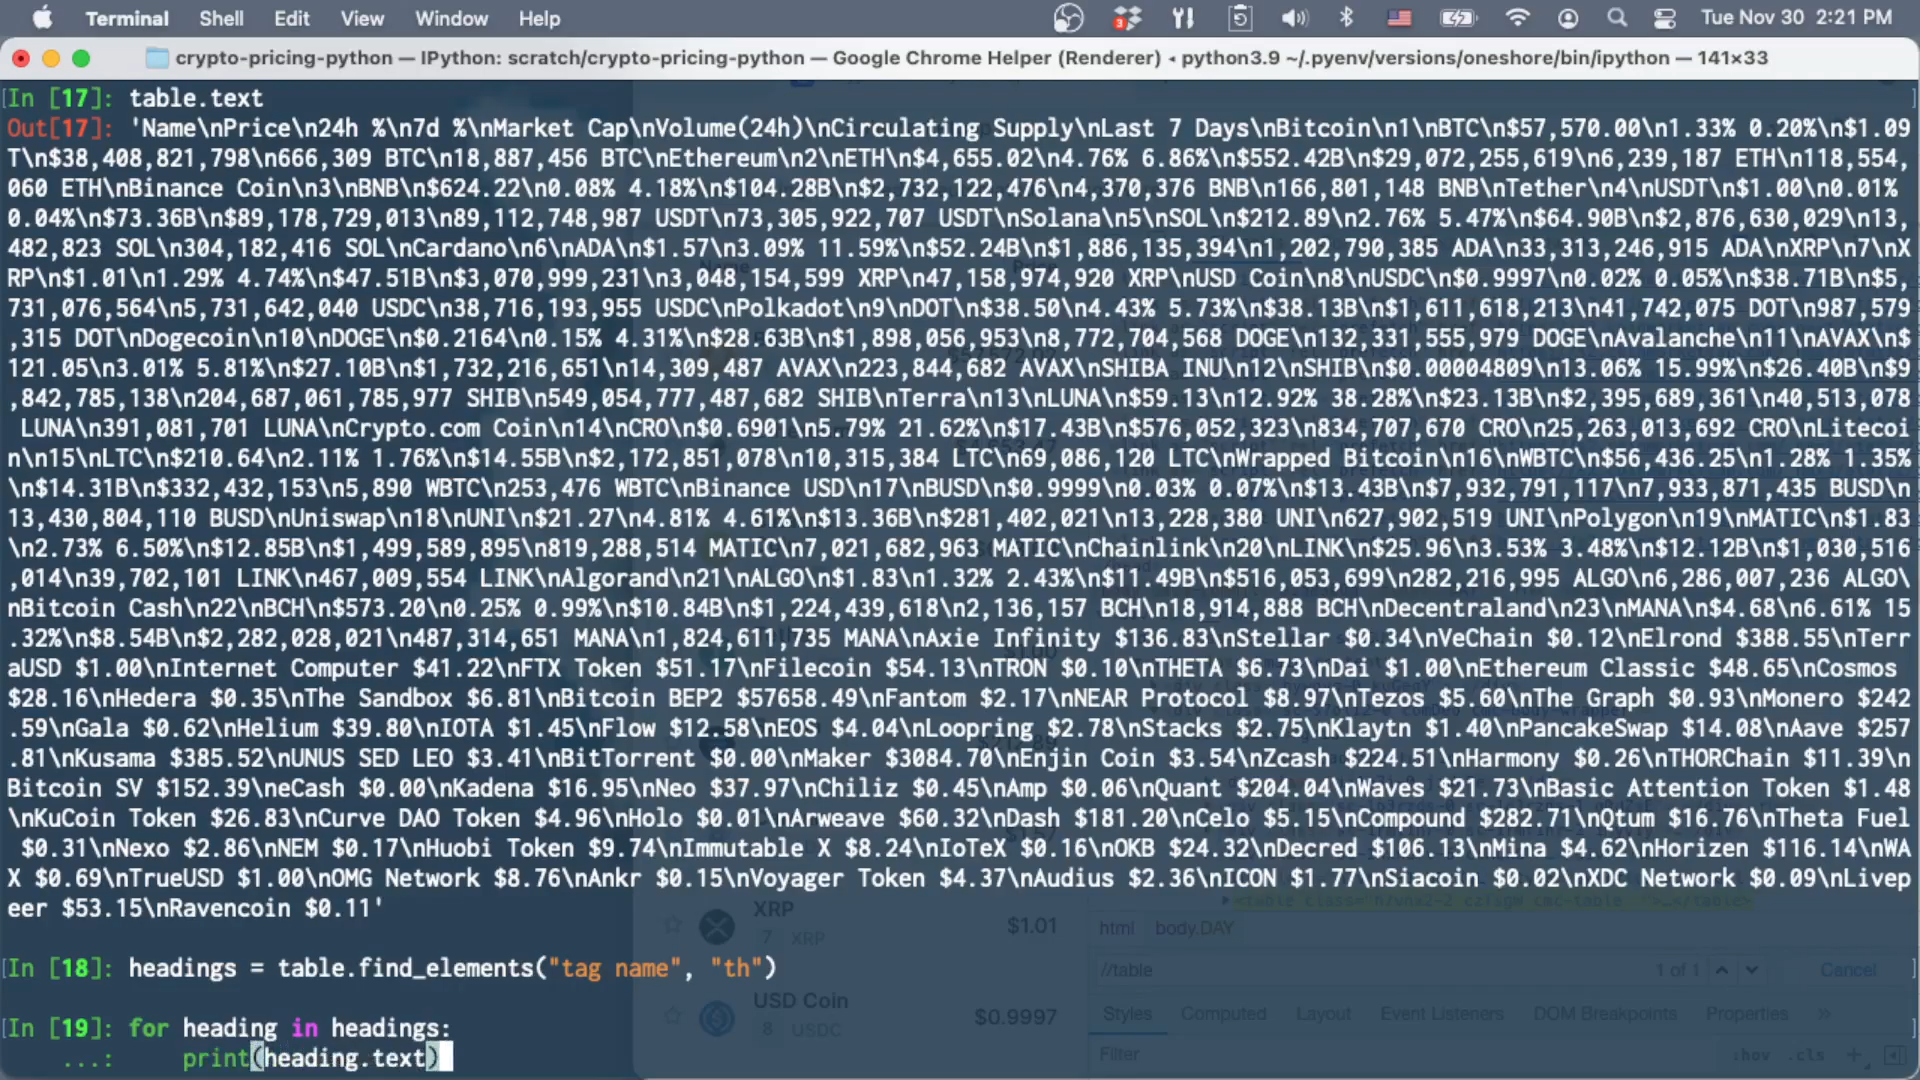 Terminal Shell Edit View Window Help 3 Tue Nov 30 2:21 PM
crypto-pricing-python — IPython: scratch/crypto-pricing-python — Google Chrome Helper (Renderer) ◂ python3.9 ~/.pyenv/versions/oneshore/bin/ipython — 141×33
[In [17]: table.text ]
Out[17]: 'Name\nPrice\n24h %\n7d %\nMarket Cap\nVolume(24h)\nCirculating Supply\nLast 7 Days\nBitcoin\n1\nBTC\n$57,570.00\n1.33% 0.20%\n$1.09
T\n$38,408,821,798\n666,309 BTC\n18,887,456 BTC\nEthereum\n2\nETH\n$4,655.02\n4.76% 6.86%\n$552.42B\n$29,072,255,619\n6,239,187 ETH\n118,554,
060 ETH\nBinance Coin\n3\nBNB\n$624.22\n0.08% 4.18%\n$104.28B\n$2,732,122,476\n4,370,376 BNB\n166,801,148 BNB\nTether\n4\nUSDT\n$1.00\n0.01%
0.04%\n$73.36B\n$89,178,729,013\n89,112,748,987 USDT\n73,305,922,707 USDT\nSolana\n5\nSOL\n$212.89\n2.76% 5.47%\n$64.90B\n$2,876,630,029\n13,
482,823 SOL\n304,182,416 SOL\nCardano\n6\nADA\n$1.57\n3.09% 11.59%\n$52.24B\n$1,886,135,394\n1,202,790,385 ADA\n33,313,246,915 ADA\nXRP\n7\nX
RP\n$1.01\n1.29% 4.74%\n$47.51B\n$3,070,999,231\n3,048,154,599 XRP\n47,158,974,920 XRP\nUSD Coin\n8\nUSDC\n$0.9997\n0.02% 0.05%\n$38.71B\n$5,
731,076,564\n5,731,642,040 USDC\n38,716,193,955 USDC\nPolkadot\n9\nDOT\n$38.50\n4.43% 5.73%\n$38.13B\n$1,611,618,213\n41,742,075 DOT\n987,579
,315 DOT\nDogecoin\n10\nDOGE\n$0.2164\n0.15% 4.31%\n$28.63B\n$1,898,056,953\n8,772,704,568 DOGE\n132,331,555,979 DOGE\nAvalanche\n11\nAVAX\n$
121.05\n3.01% 5.81%\n$27.10B\n$1,732,216,651\n14,309,487 AVAX\n223,844,682 AVAX\nSHIBA INU\n12\nSHIB\n$0.00004809\n13.06% 15.99%\n$26.40B\n$9
,842,785,138\n204,687,061,785,977 SHIB\n549,054,777,487,682 SHIB\nTerra\n13\nLUNA\n$59.13\n12.92% 38.28%\n$23.13B\n$2,395,689,361\n40,513,078
LUNA\n391,081,701 LUNA\nCrypto.com Coin\n14\nCRO\n$0.6901\n5.79% 21.62%\n$17.43B\n$576,052,323\n834,707,670 CRO\n25,263,013,692 CRO\nLitecoi
n\n15\nLTC\n$210.64\n2.11% 1.76%\n$14.55B\n$2,172,851,078\n10,315,384 LTC\n69,086,120 LTC\nWrapped Bitcoin\n16\nWBTC\n$56,436.25\n1.28% 1.35%
\n$14.31B\n$332,432,153\n5,890 WBTC\n253,476 WBTC\nBinance USD\n17\nBUSD\n$0.9999\n0.03% 0.07%\n$13.43B\n$7,932,791,117\n7,933,871,435 BUSD\n
13,430,804,110 BUSD\nUniswap\n18\nUNI\n$21.27\n4.81% 4.61%\n$13.36B\n$281,402,021\n13,228,380 UNI\n627,902,519 UNI\nPolygon\n19\nMATIC\n$1.83
\n2.73% 6.50%\n$12.85B\n$1,499,589,895\n819,288,514 MATIC\n7,021,682,963 MATIC\nChainlink\n20\nLINK\n$25.96\n3.53% 3.48%\n$12.12B\n$1,030,516
,014\n39,702,101 LINK\n467,009,554 LINK\nAlgorand\n21\nALGO\n$1.83\n1.32% 2.43%\n$11.49B\n$516,053,699\n282,216,995 ALGO\n6,286,007,236 ALGO\
nBitcoin Cash\n22\nBCH\n$573.20\n0.25% 0.99%\n$10.84B\n$1,224,439,618\n2,136,157 BCH\n18,914,888 BCH\nDecentraland\n23\nMANA\n$4.68\n6.61% 15
.32%\n$8.54B\n$2,282,028,021\n487,314,651 MANA\n1,824,611,735 MANA\nAxie Infinity $136.83\nStellar $0.34\nVeChain $0.12\nElrond $388.55\nTerr
aUSD $1.00\nInternet Computer $41.22\nFTX Token $51.17\nFilecoin $54.13\nTRON $0.10\nTHETA $6.73\nDai $1.00\nEthereum Classic $48.65\nCosmos
$28.16\nHedera $0.35\nThe Sandbox $6.81\nBitcoin BEP2 $57658.49\nFantom $2.17\nNEAR Protocol $8.97\nTezos $5.60\nThe Graph $0.93\nMonero $242
.59\nGala $0.62\nHelium $39.80\nIOTA $1.45\nFlow $12.58\nEOS $4.04\nLoopring $2.78\nStacks $2.75\nKlaytn $1.40\nPancakeSwap $14.08\nAave $257
.81\nKusama $385.52\nUNUS SED LEO $3.41\nBitTorrent $0.00\nMaker $3084.70\nEnjin Coin $3.54\nZcash $224.51\nHarmony $0.26\nTHORChain $11.39\n
Bitcoin SV $152.39\neCash $0.00\nKadena $16.95\nNeo $37.97\nChiliz $0.45\nAmp $0.06\nQuant $204.04\nWaves $21.73\nBasic Attention Token $1.48
\nKuCoin Token $26.83\nCurve DAO Token $4.96\nHolo $0.01\nArweave $60.32\nDash $181.20\nCelo $5.15\nCompound $282.71\nQtum $16.76\nTheta Fuel
$0.31\nNexo $2.86\nNEM $0.17\nHuobi Token $9.74\nImmutable X $8.24\nIoTeX $0.16\nOKB $24.32\nDecred $106.13\nMina $4.62\nHorizen $116.14\nWA
X $0.69\nTrueUSD $1.00\nOMG Network $8.76\nAnkr $0.15\nVoyager Token $4.37\nAudius $2.36\nICON $1.77\nSiacoin $0.02\nXDC Network $0.09\nLivep
eer $53.15\nRavencoin $0.11'
XRP
7 XRP $1.01 html body.DAY
[In [18]: headings = table.find_elements("tag name", "th") ]
//table 1 of 1 Cancel
USD Coin
8 USDC $0.9997 Styles Computed Layout Event Listeners DOM Breakpoints Properties »
[In [19]: for heading in headings: ]
...: print(heading.text)
Filter :hov .cls +